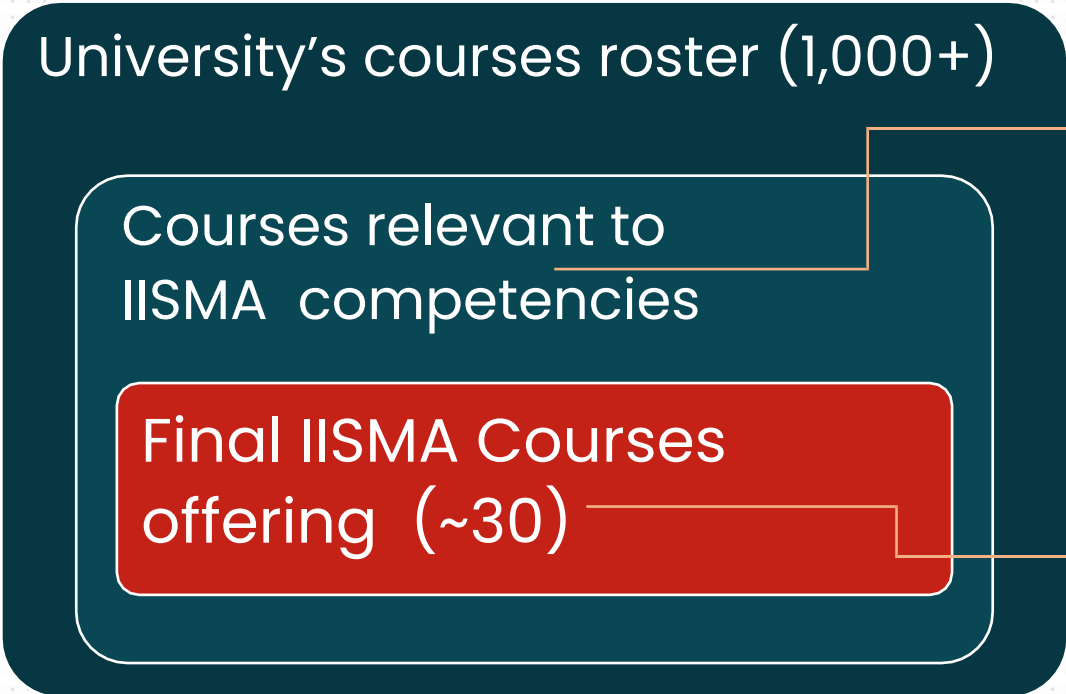 University’s courses roster (1,000+)
Courses relevant to
IISMA competencies
Final IISMA Courses
offering (~30)